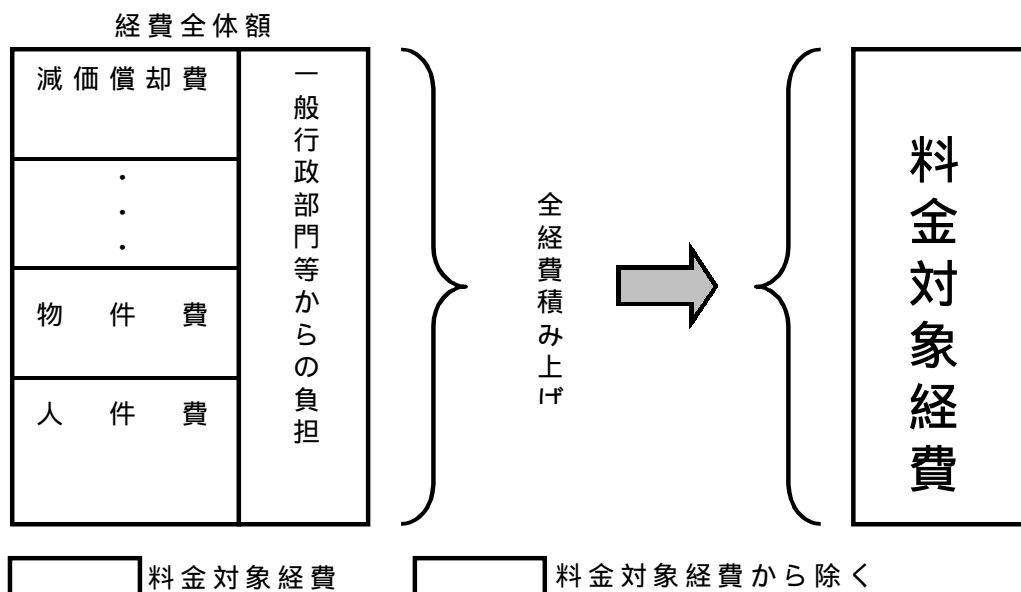 経費全体額
減価償却費
・
・
・
物件費
人件費
一般行政部門等からの負担
全経費積み上げ
料金対象経費
料金対象経費
料金対象経費から除く